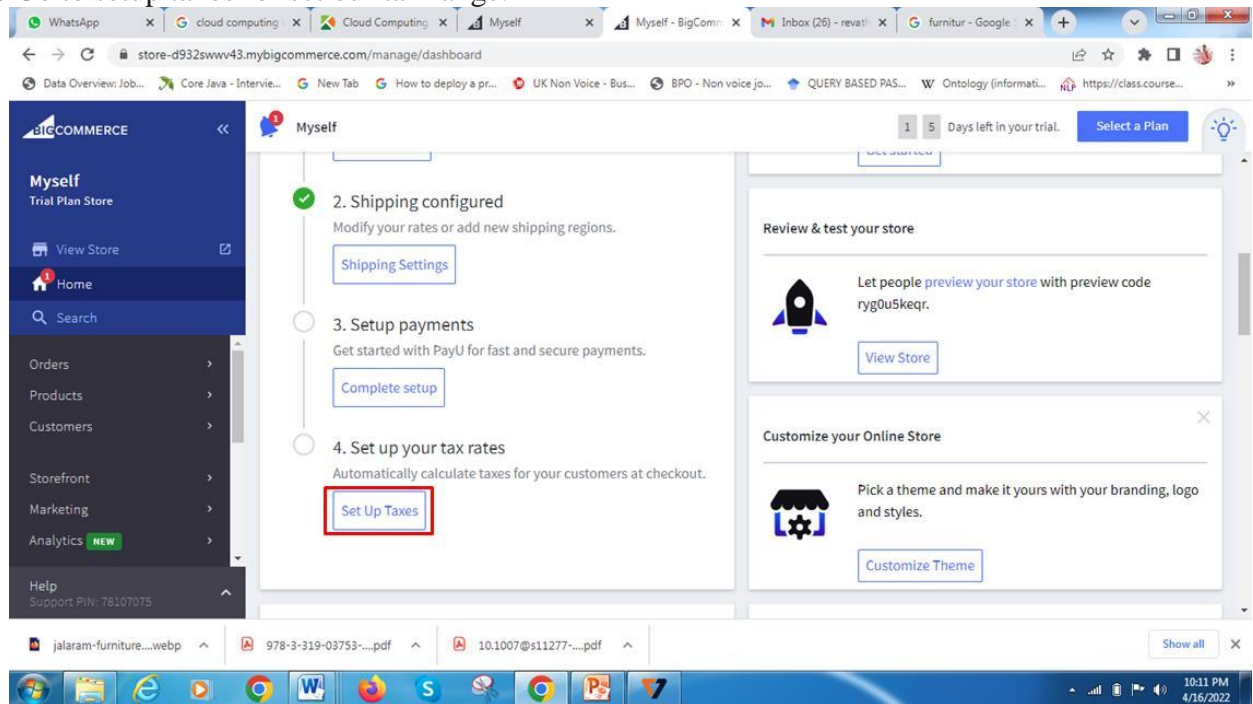 WhatsApp
cloud computing
Cloud Computing
Myself
Myself - BigComm
Inbox (26) - revath
furnitur - Google S
store-d932swwv43.mybigcommerce.com/manage/dashboard
Data Overview: Job...
Core Java - Intervie...
New Tab
How to deploy a pr...
UK Non Voice - Bus...
BPO - Non voice jo...
QUERY BASED PAS...
Ontology (informati...
https://class.course...
BIGCOMMERCE
Myself
1 5 Days left in your trial.
Select a Plan
Myself
Trial Plan Store
View Store
Home
Search
Orders
Products
Customers
Storefront
Marketing
Analytics NEW
Help
Support PIN: 78107075
2. Shipping configured
Modify your rates or add new shipping regions.
Shipping Settings
3. Setup payments
Get started with PayU for fast and secure payments.
Complete setup
4. Set up your tax rates
Automatically calculate taxes for your customers at checkout.
Set Up Taxes
Review & test your store
Let people preview your store with preview code
ryg0u5keqr.
View Store
Customize your Online Store
Pick a theme and make it yours with your branding, logo
and styles.
Customize Theme
jalaram-furniture....webp
978-3-319-03753-....pdf
10.1007@s11277-....pdf
Show all
10:11 PM
4/16/2022